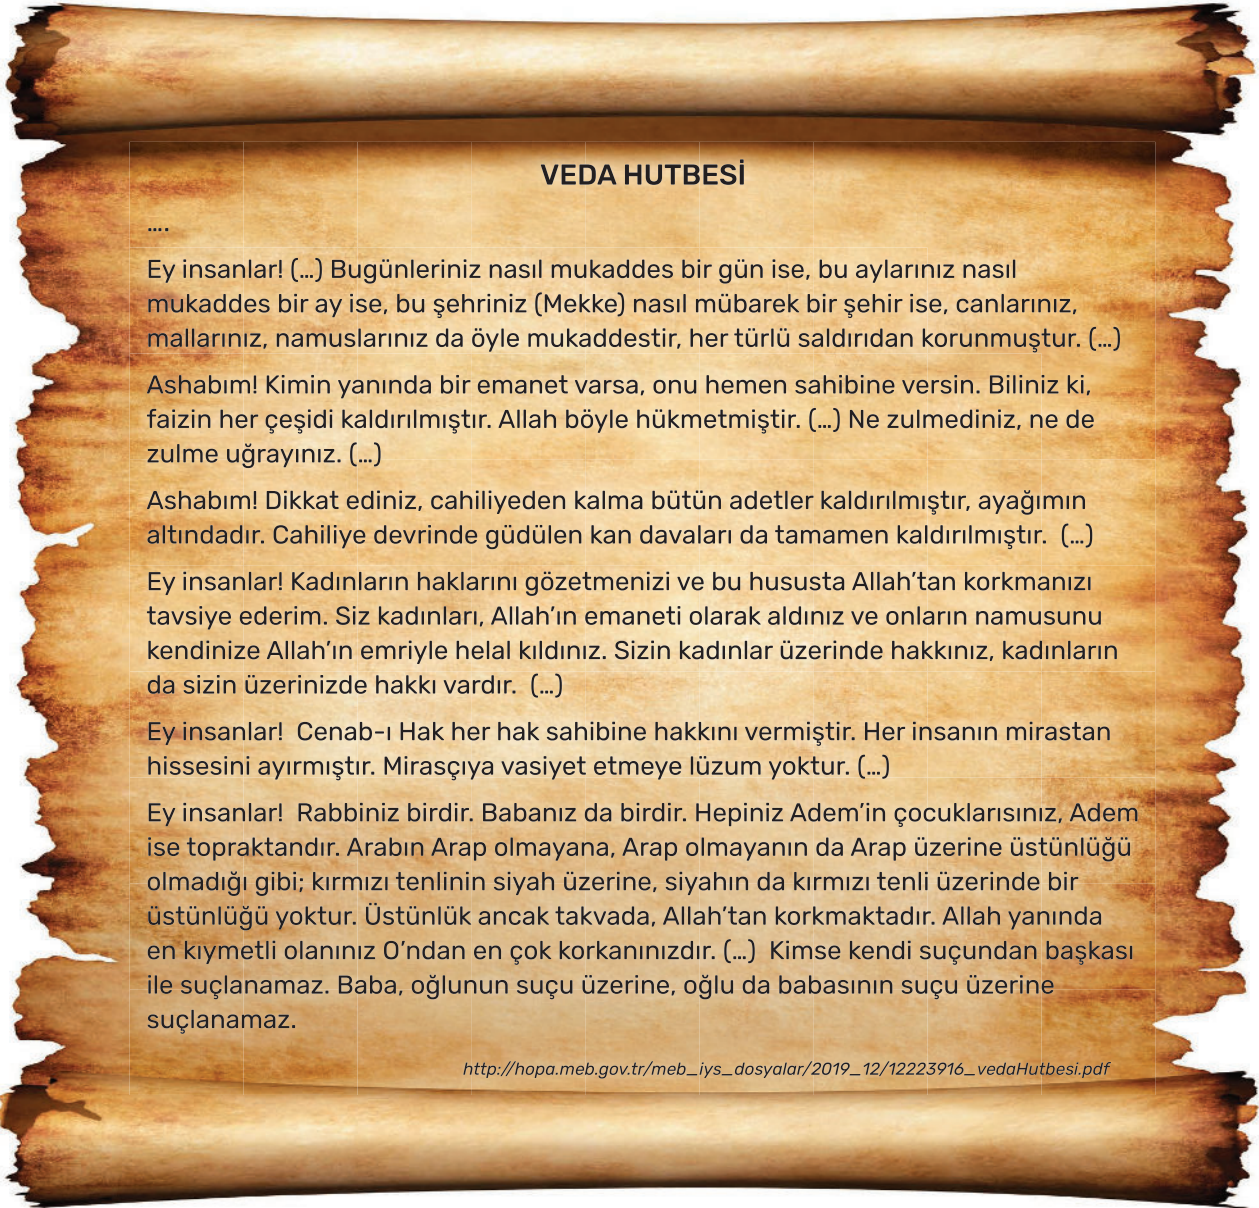 VEDA HUTBESİ
....
Ey insanlar! (...) Bugünleriniz nasıl mukaddes bir gün ise, bu aylarınız nasıl
mukaddes bir ay ise, bu şehriniz (Mekke) nasıl mübarek bir şehir ise, canlarınız,
mallarınız, namuslarınız da öyle mukaddestir, her türlü saldırıdan korunmuştur. (...)
Ashabım! Kimin yanında bir emanet varsa, onu hemen sahibine versin. Biliniz ki,
faizin her çeşidi kaldırılmıştır. Allah böyle hükmetmiştir. (...) Ne zulmediniz, ne de
zulme uğrayınız. (...)
Ashabım! Dikkat ediniz, cahiliyeden kalma bütün adetler kaldırılmıştır, ayağımın
altındadır. Cahiliye devrinde güdülen kan davaları da tamamen kaldırılmıştır. (...)
Ey insanlar! Kadınların haklarını gözetmenizi ve bu hususta Allah’tan korkmanızı
tavsiye ederim. Siz kadınları, Allah’ın emaneti olarak aldınız ve onların namusunu
kendinize Allah’ın emriyle helal kıldınız. Sizin kadınlar üzerinde hakkınız, kadınların
da sizin üzerinizde hakkı vardır. (...)
Ey insanlar! Cenab-ı Hak her hak sahibine hakkını vermiştir. Her insanın mirastan
hissesini ayırmıştır. Mirasçıya vasiyet etmeye lüzum yoktur. (...)
Ey insanlar! Rabbiniz birdir. Babanız da birdir. Hepiniz Adem’in çocuklarısınız, Adem
ise topraktandır. Arabın Arap olmayana, Arap olmayanın da Arap üzerine üstünlüğü
olmadığı gibi; kırmızı tenlinin siyah üzerine, siyahın da kırmızı tenli üzerinde bir
üstünlüğü yoktur. Üstünlük ancak takvada, Allah’tan korkmaktadır. Allah yanında
en kıymetli olanınız O’ndan en çok korkanınızdır. (...) Kimse kendi suçundan başkası
ile suçlanamaz. Baba, oğlunun suçu üzerine, oğlu da babasının suçu üzerine
suçlanamaz.
http://hopa.meb.gov.tr/meb_iys_dosyalar/2019_12/12223916_vedaHutbesi.pdf